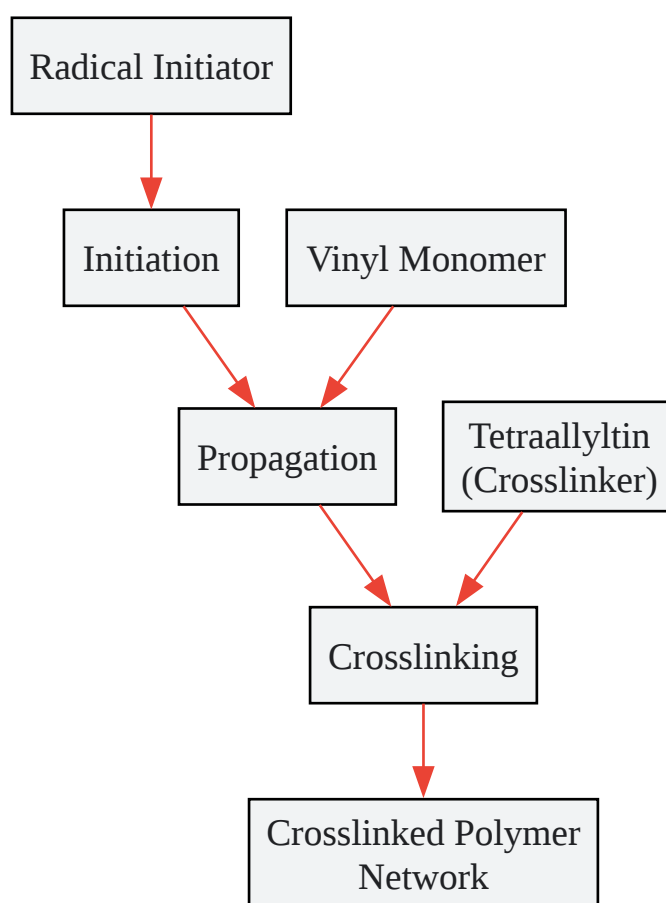 Radical Initiator
Initiation
Vinyl Monomer
Propagation
Tetraallyltin
(Crosslinker)
Crosslinking
Crosslinked Polymer
Network